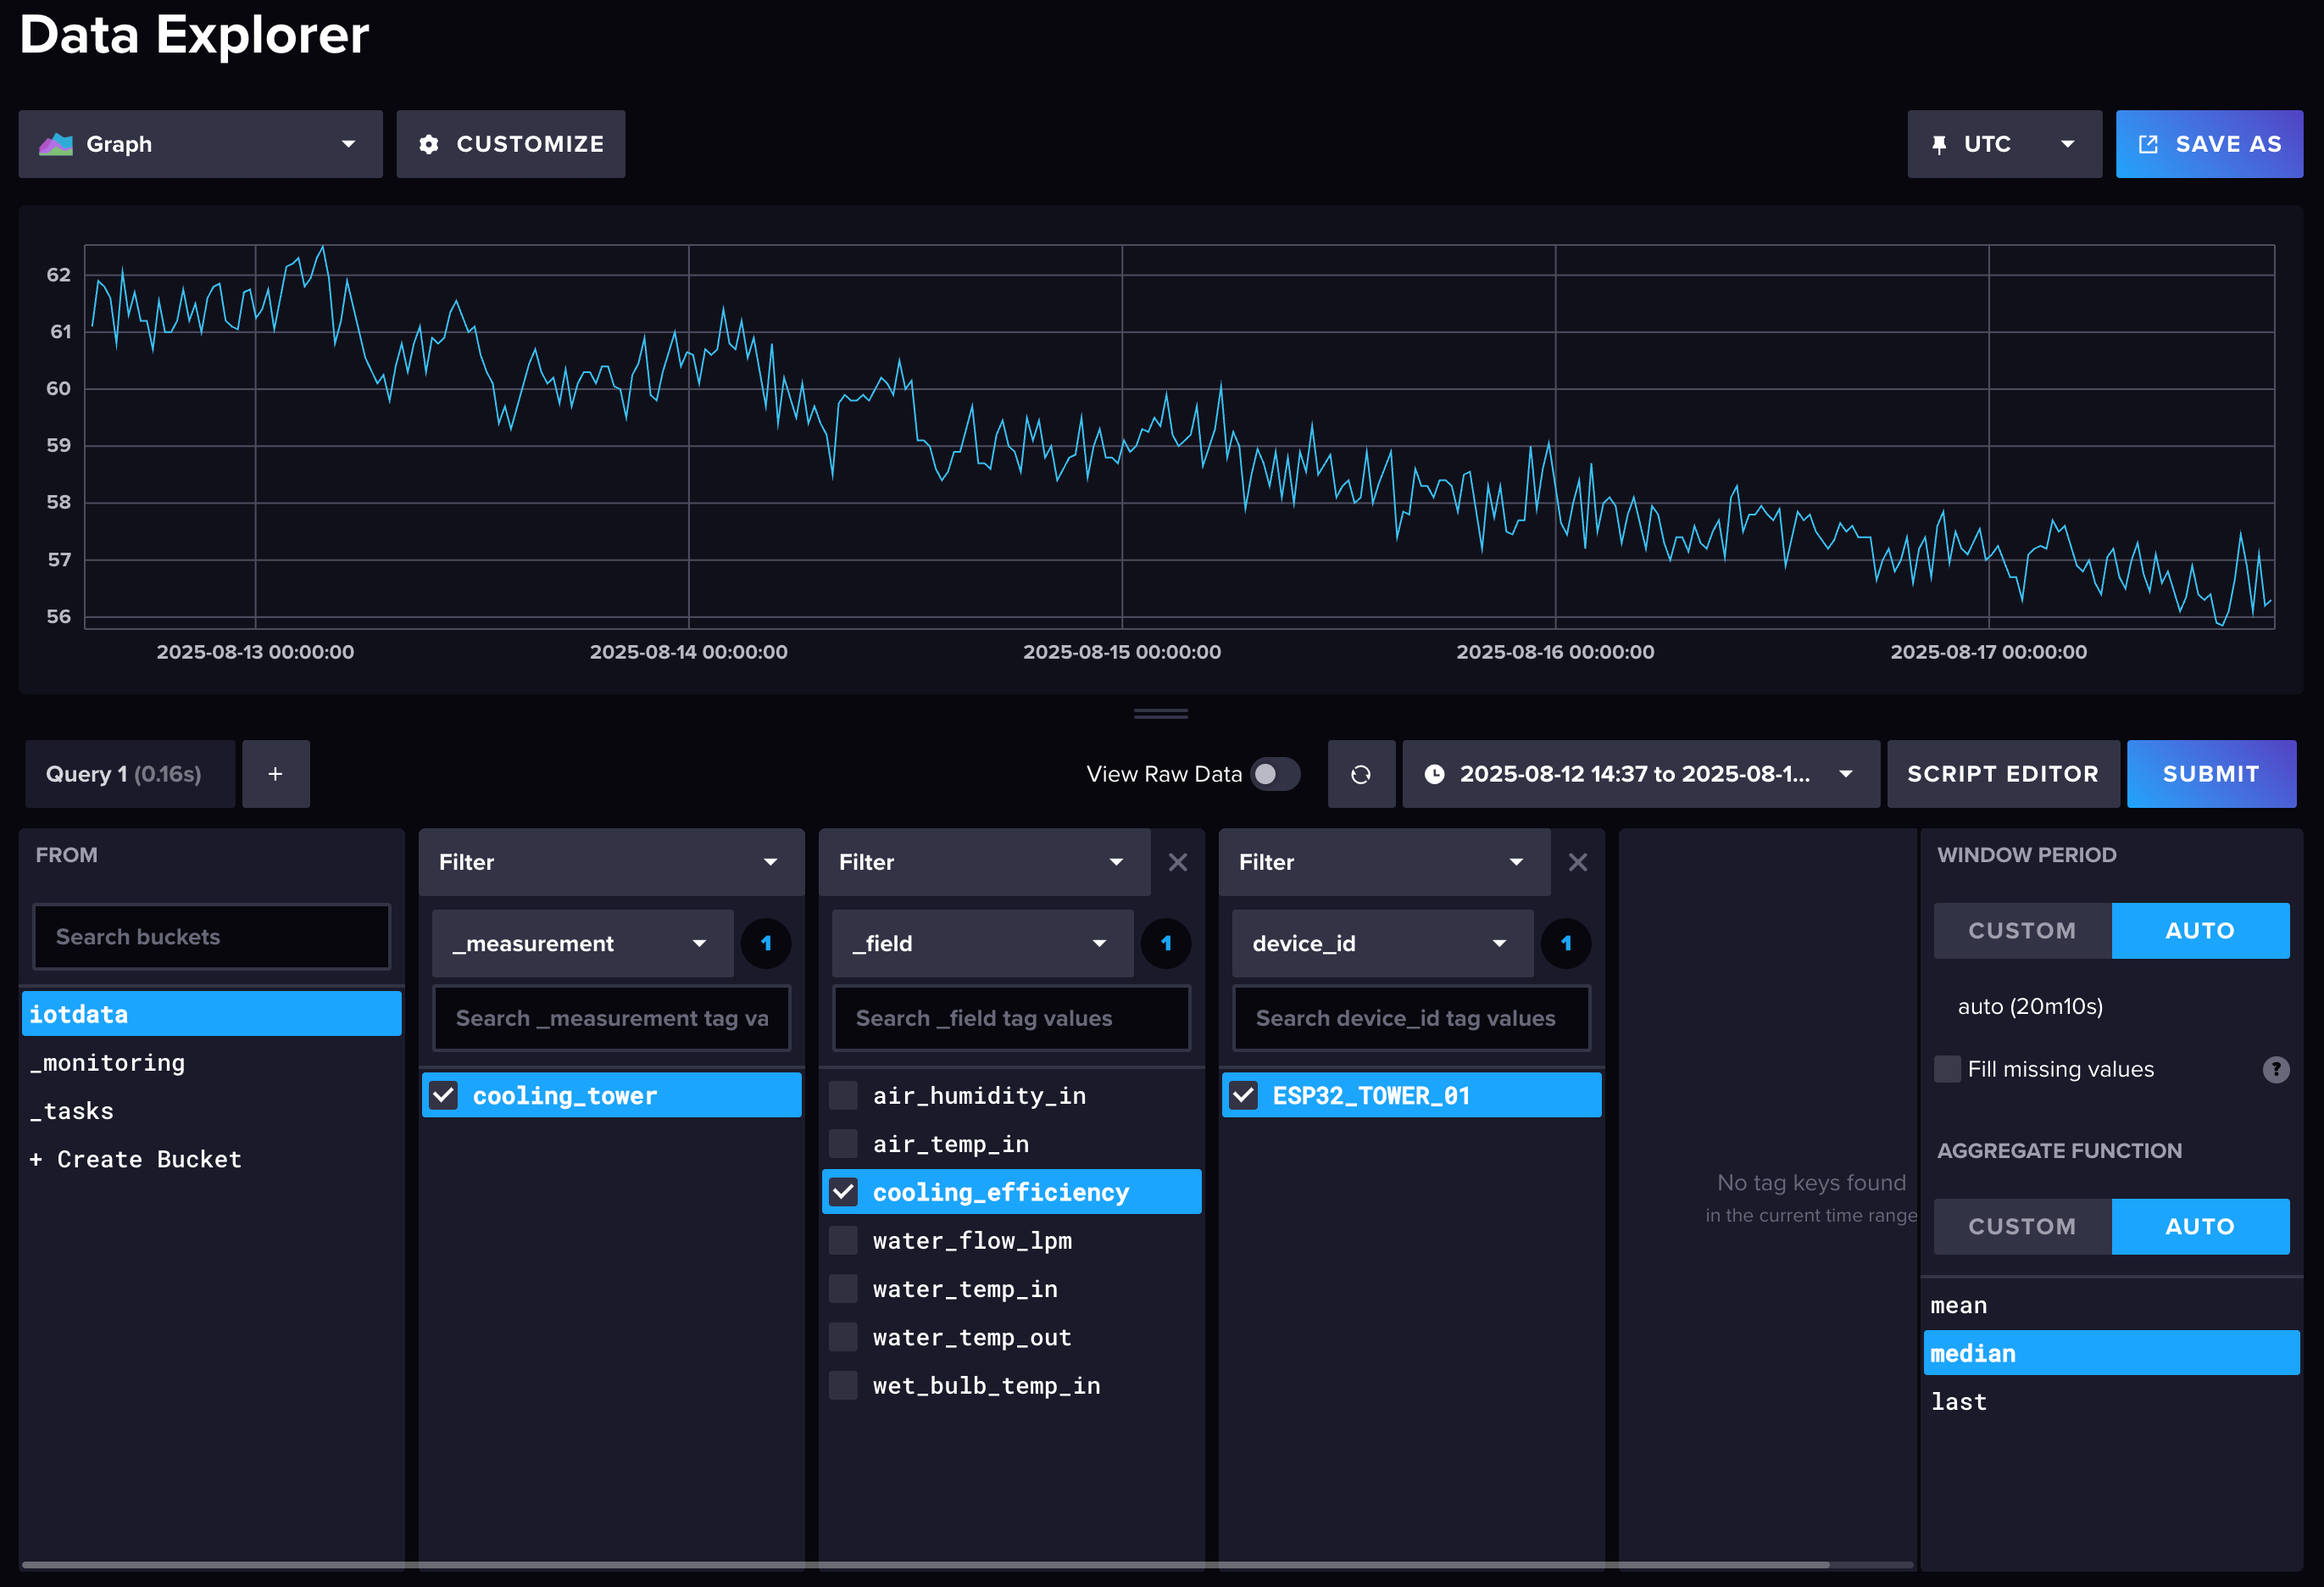 Data Explorer
Graph
CUSTOMIZE
UTC
SAVE AS
62
61
60
59
58
57
56
2025-08-13 00:00:00
2025-08-14 00:00:00
2025-08-15 00:00:00
2025-08-16 00:00:00
2025-08-17 00:00:00
Query 1 (0.16s)
+
View Raw Data
2025-08-12 14:37 to 2025-08-1...
SCRIPT EDITOR
SUBMIT
FROM
Search buckets
iotdata
_monitoring
_tasks
+ Create Bucket
Filter
_measurement
1
Search _measurement tag va
cooling_tower
Filter
_field
1
Search _field tag values
air_humidity_in
air_temp_in
cooling_efficiency
water_flow_lpm
water_temp_in
water_temp_out
wet_bulb_temp_in
Filter
device_id
1
Search device_id tag values
ESP32_TOWER_01
No tag keys found
in the current time range
WINDOW PERIOD
CUSTOM
AUTO
auto (20m10s)
Fill missing values
?
AGGREGATE FUNCTION
CUSTOM
AUTO
mean
median
last